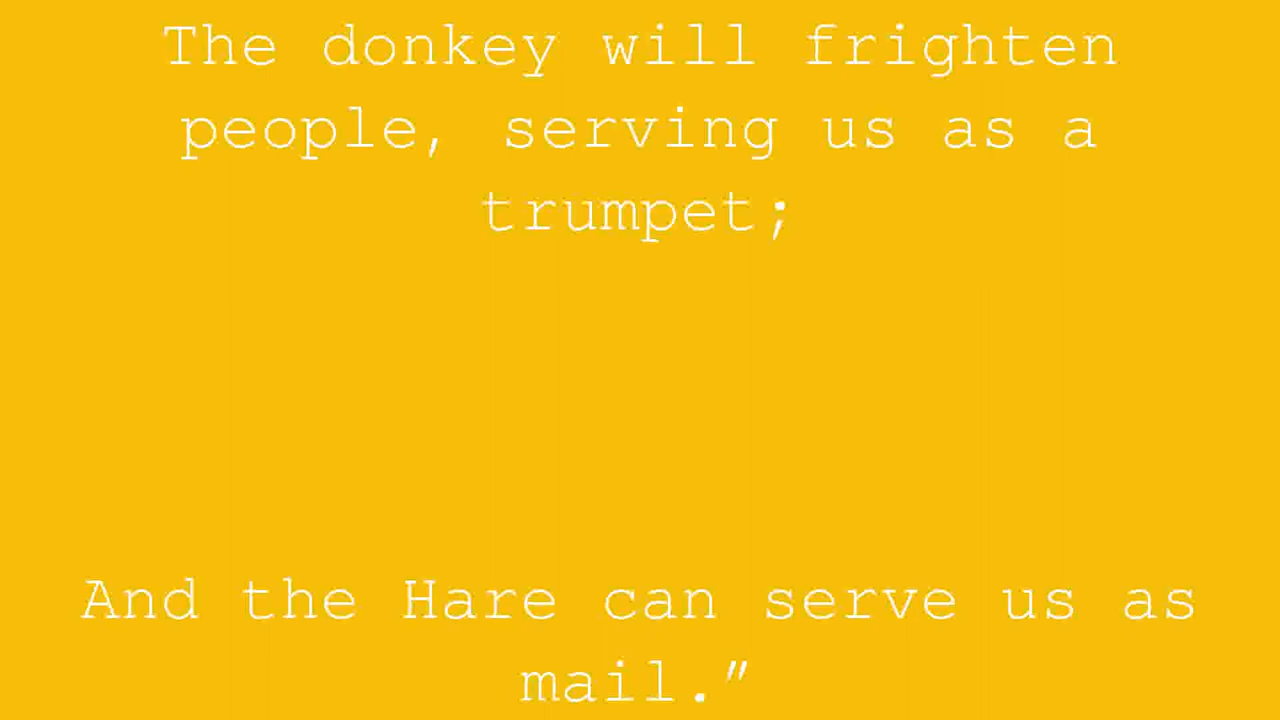 The donkey will frighten
people, serving us as a
trumpet;
And the Hare can serve us as
mail."